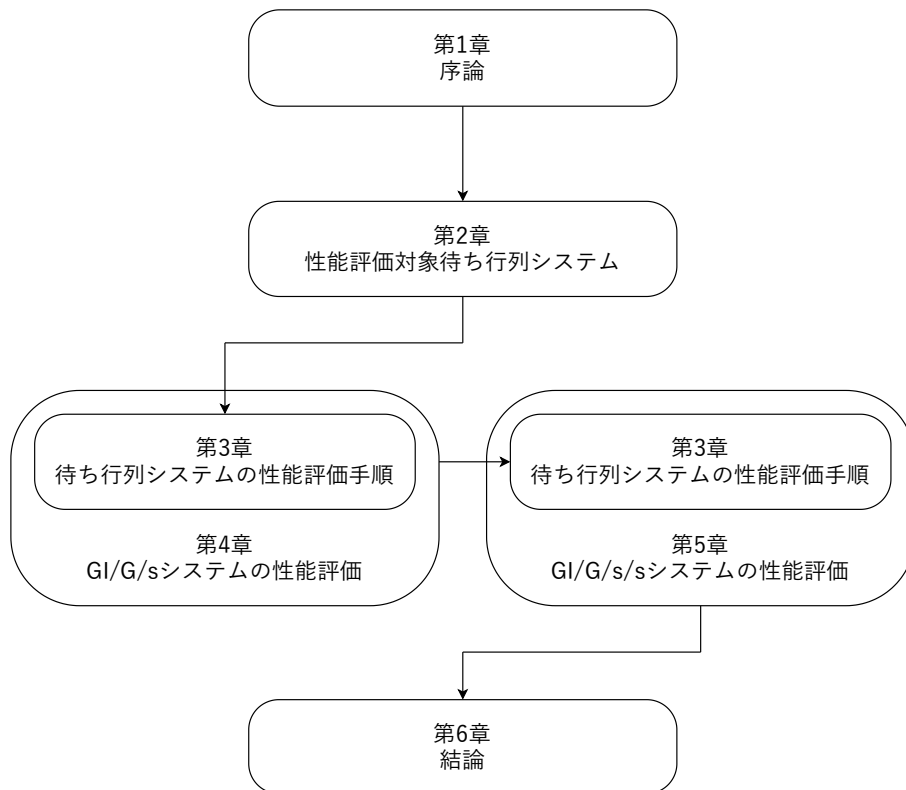 第1章
序論
第2章
性能評価対象待ち行列システム
第3章
待ち行列システムの性能評価手順
第4章
GI/G/sシステムの性能評価
第3章
待ち行列システムの性能評価手順
第5章
GI/G/s/sシステムの性能評価
第6章
結論